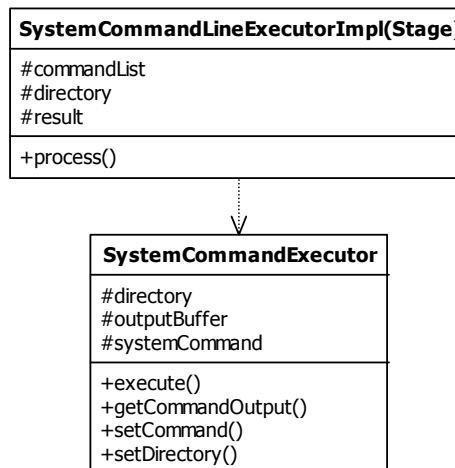 SystemCommandLineExecutorImpl(Stage)
#commandList
#directory
#result
+process()
SystemCommandExecutor
#directory
#outputBuffer
#systemCommand
+execute()
+getCommandOutput()
+setCommand()
+setDirectory()